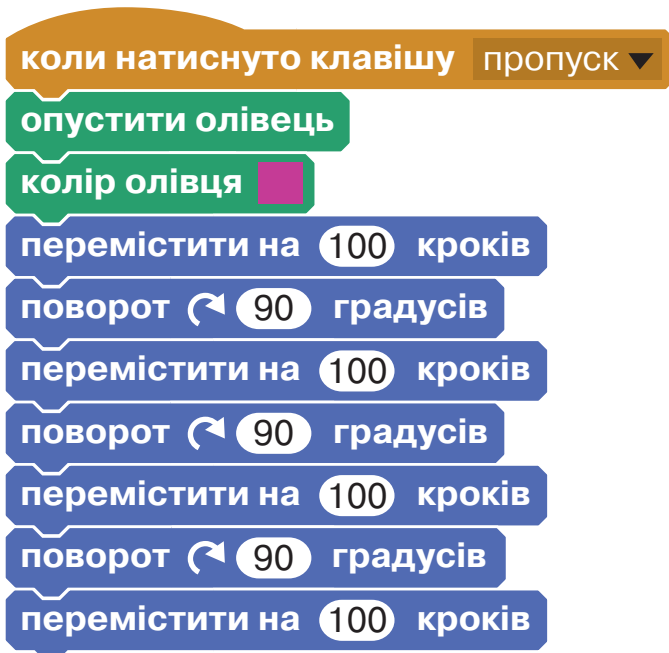 коли натиснуто клавішу пропуск
опустити олівець
колір олівця
перемістити на 100 кроків
поворот 90 градусів
перемістити на 100 кроків
поворот 90 градусів
перемістити на 100 кроків
поворот 90 градусів
перемістити на 100 кроків